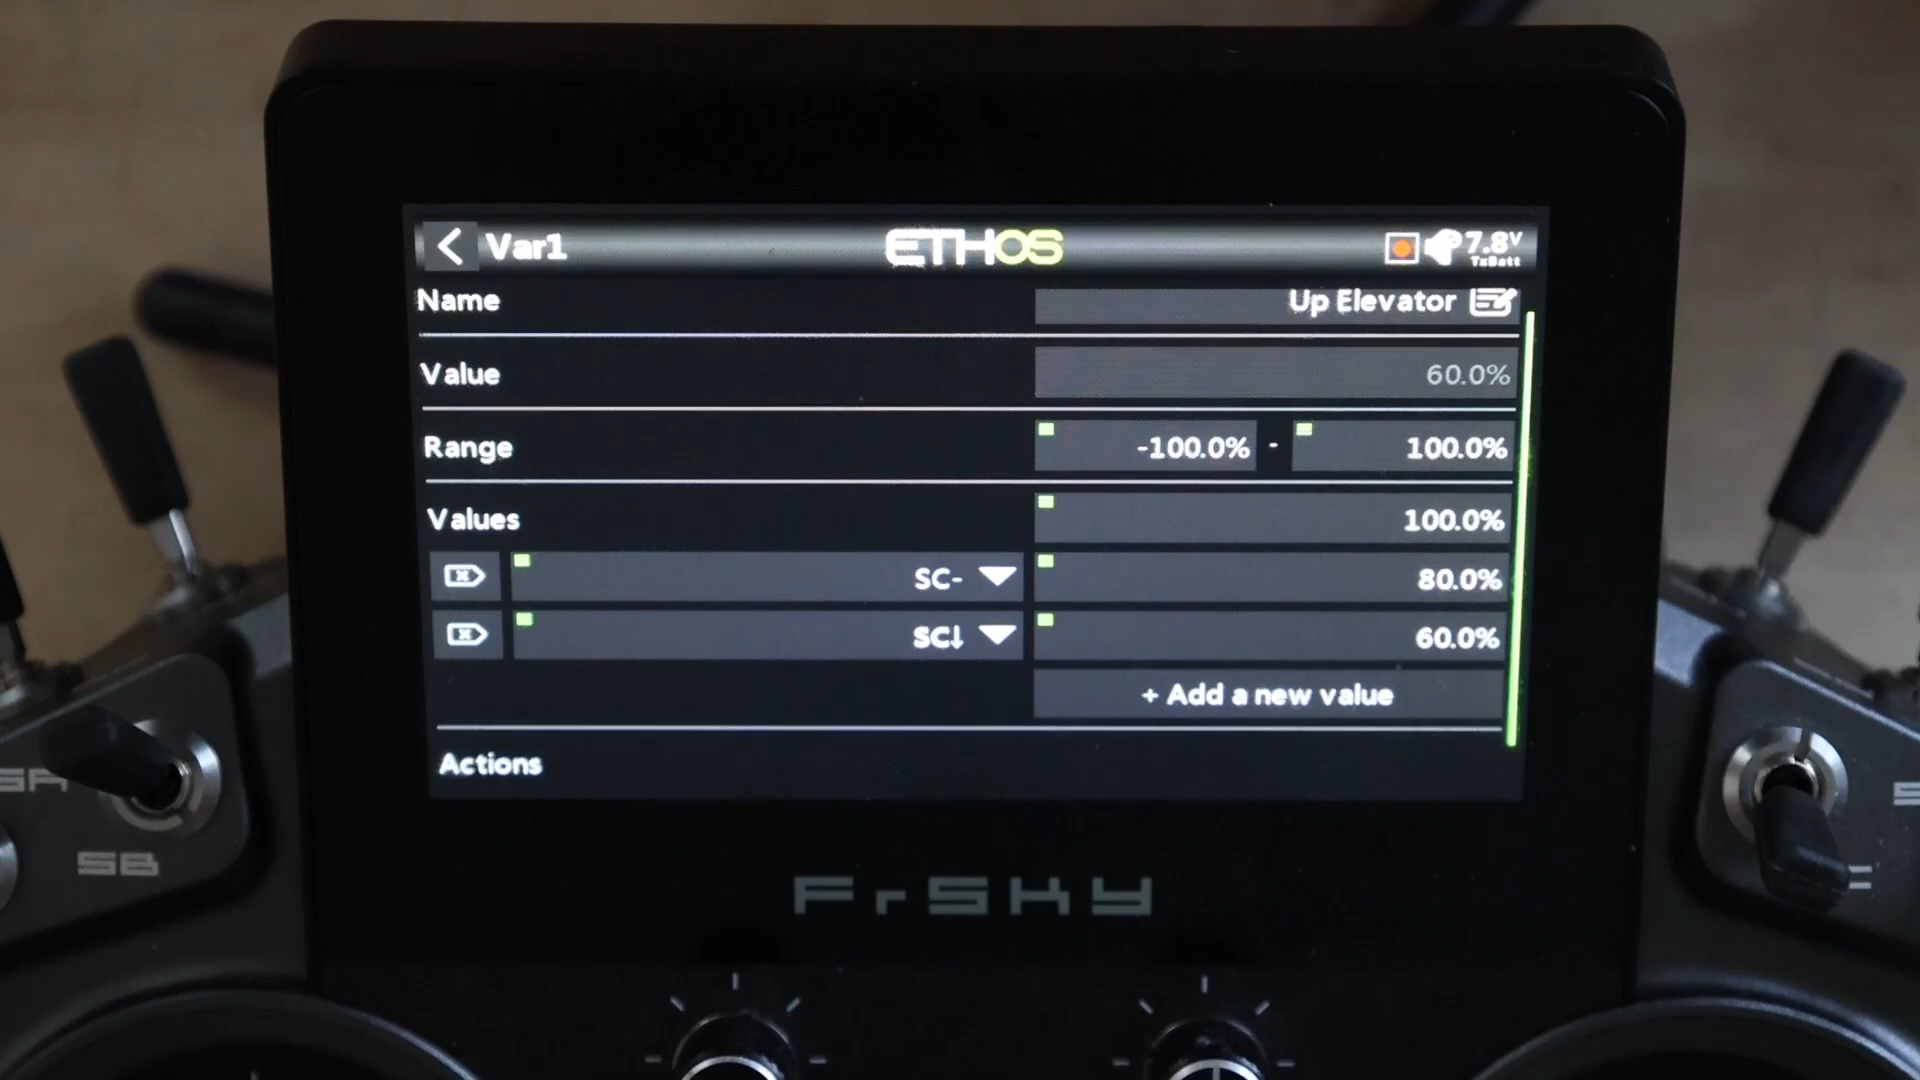 Var1 ETHOS 7.8V
TxBatt
Name Up Elevator
Value 60.0%
Range -100.0% - 100.0%
Values 100.0%
SC- 80.0%
SC↓ 60.0%
+ Add a new value
Actions
SA
SB
FrSKY